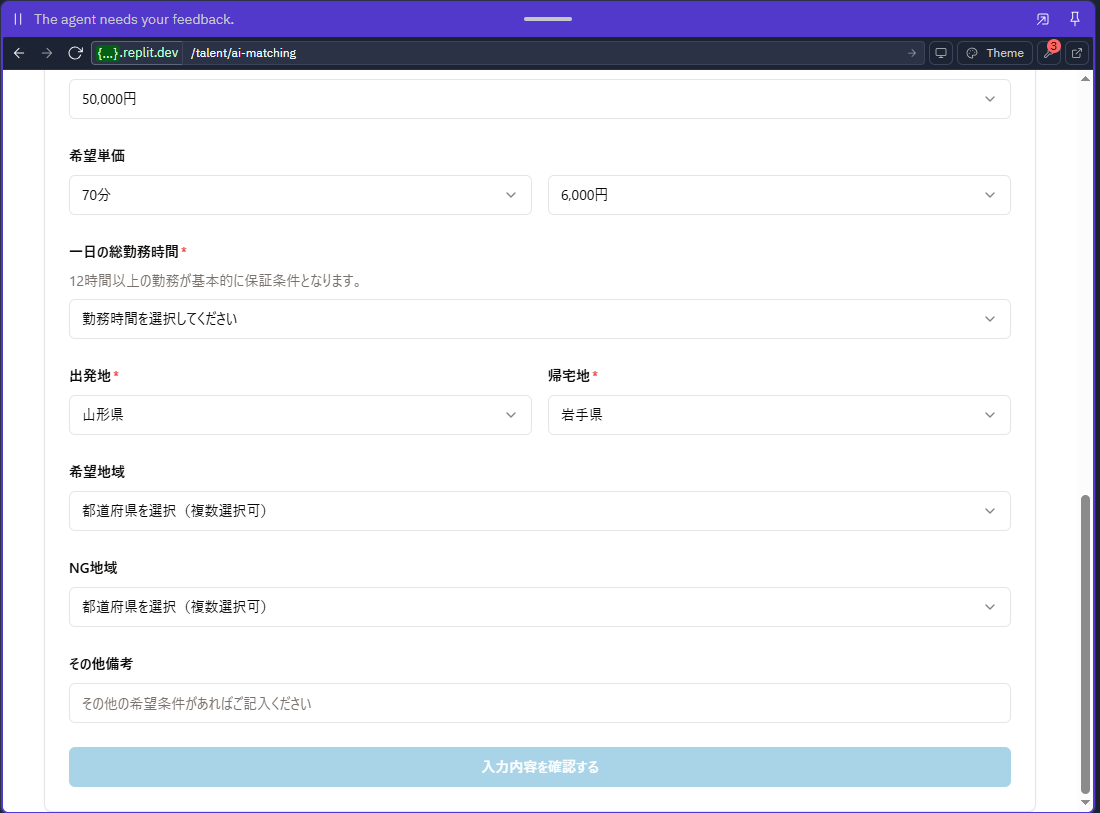 The agent needs your feedback.
{...}.replit.dev /talent/ai-matching
Theme
3
50,000円
希望単価
70分
6,000円
一日の総勤務時間*
12時間以上の勤務が基本的に保証条件となります。
勤務時間を選択してください
出発地*
帰宅地*
山形県
岩手県
希望地域
都道府県を選択（複数選択可）
NG地域
都道府県を選択（複数選択可）
その他備考
その他の希望条件があればご記入ください
入力内容を確認する